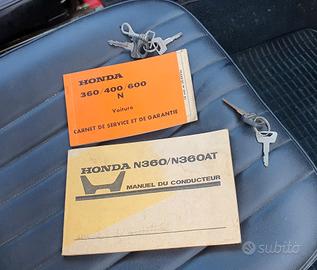 HONDA
360/400/600
N
Voiture
CARNET DE SERVICE ET DE GARANTIE
HONDA N360/N360AT
MANUEL DU CONDUCTEUR
subito